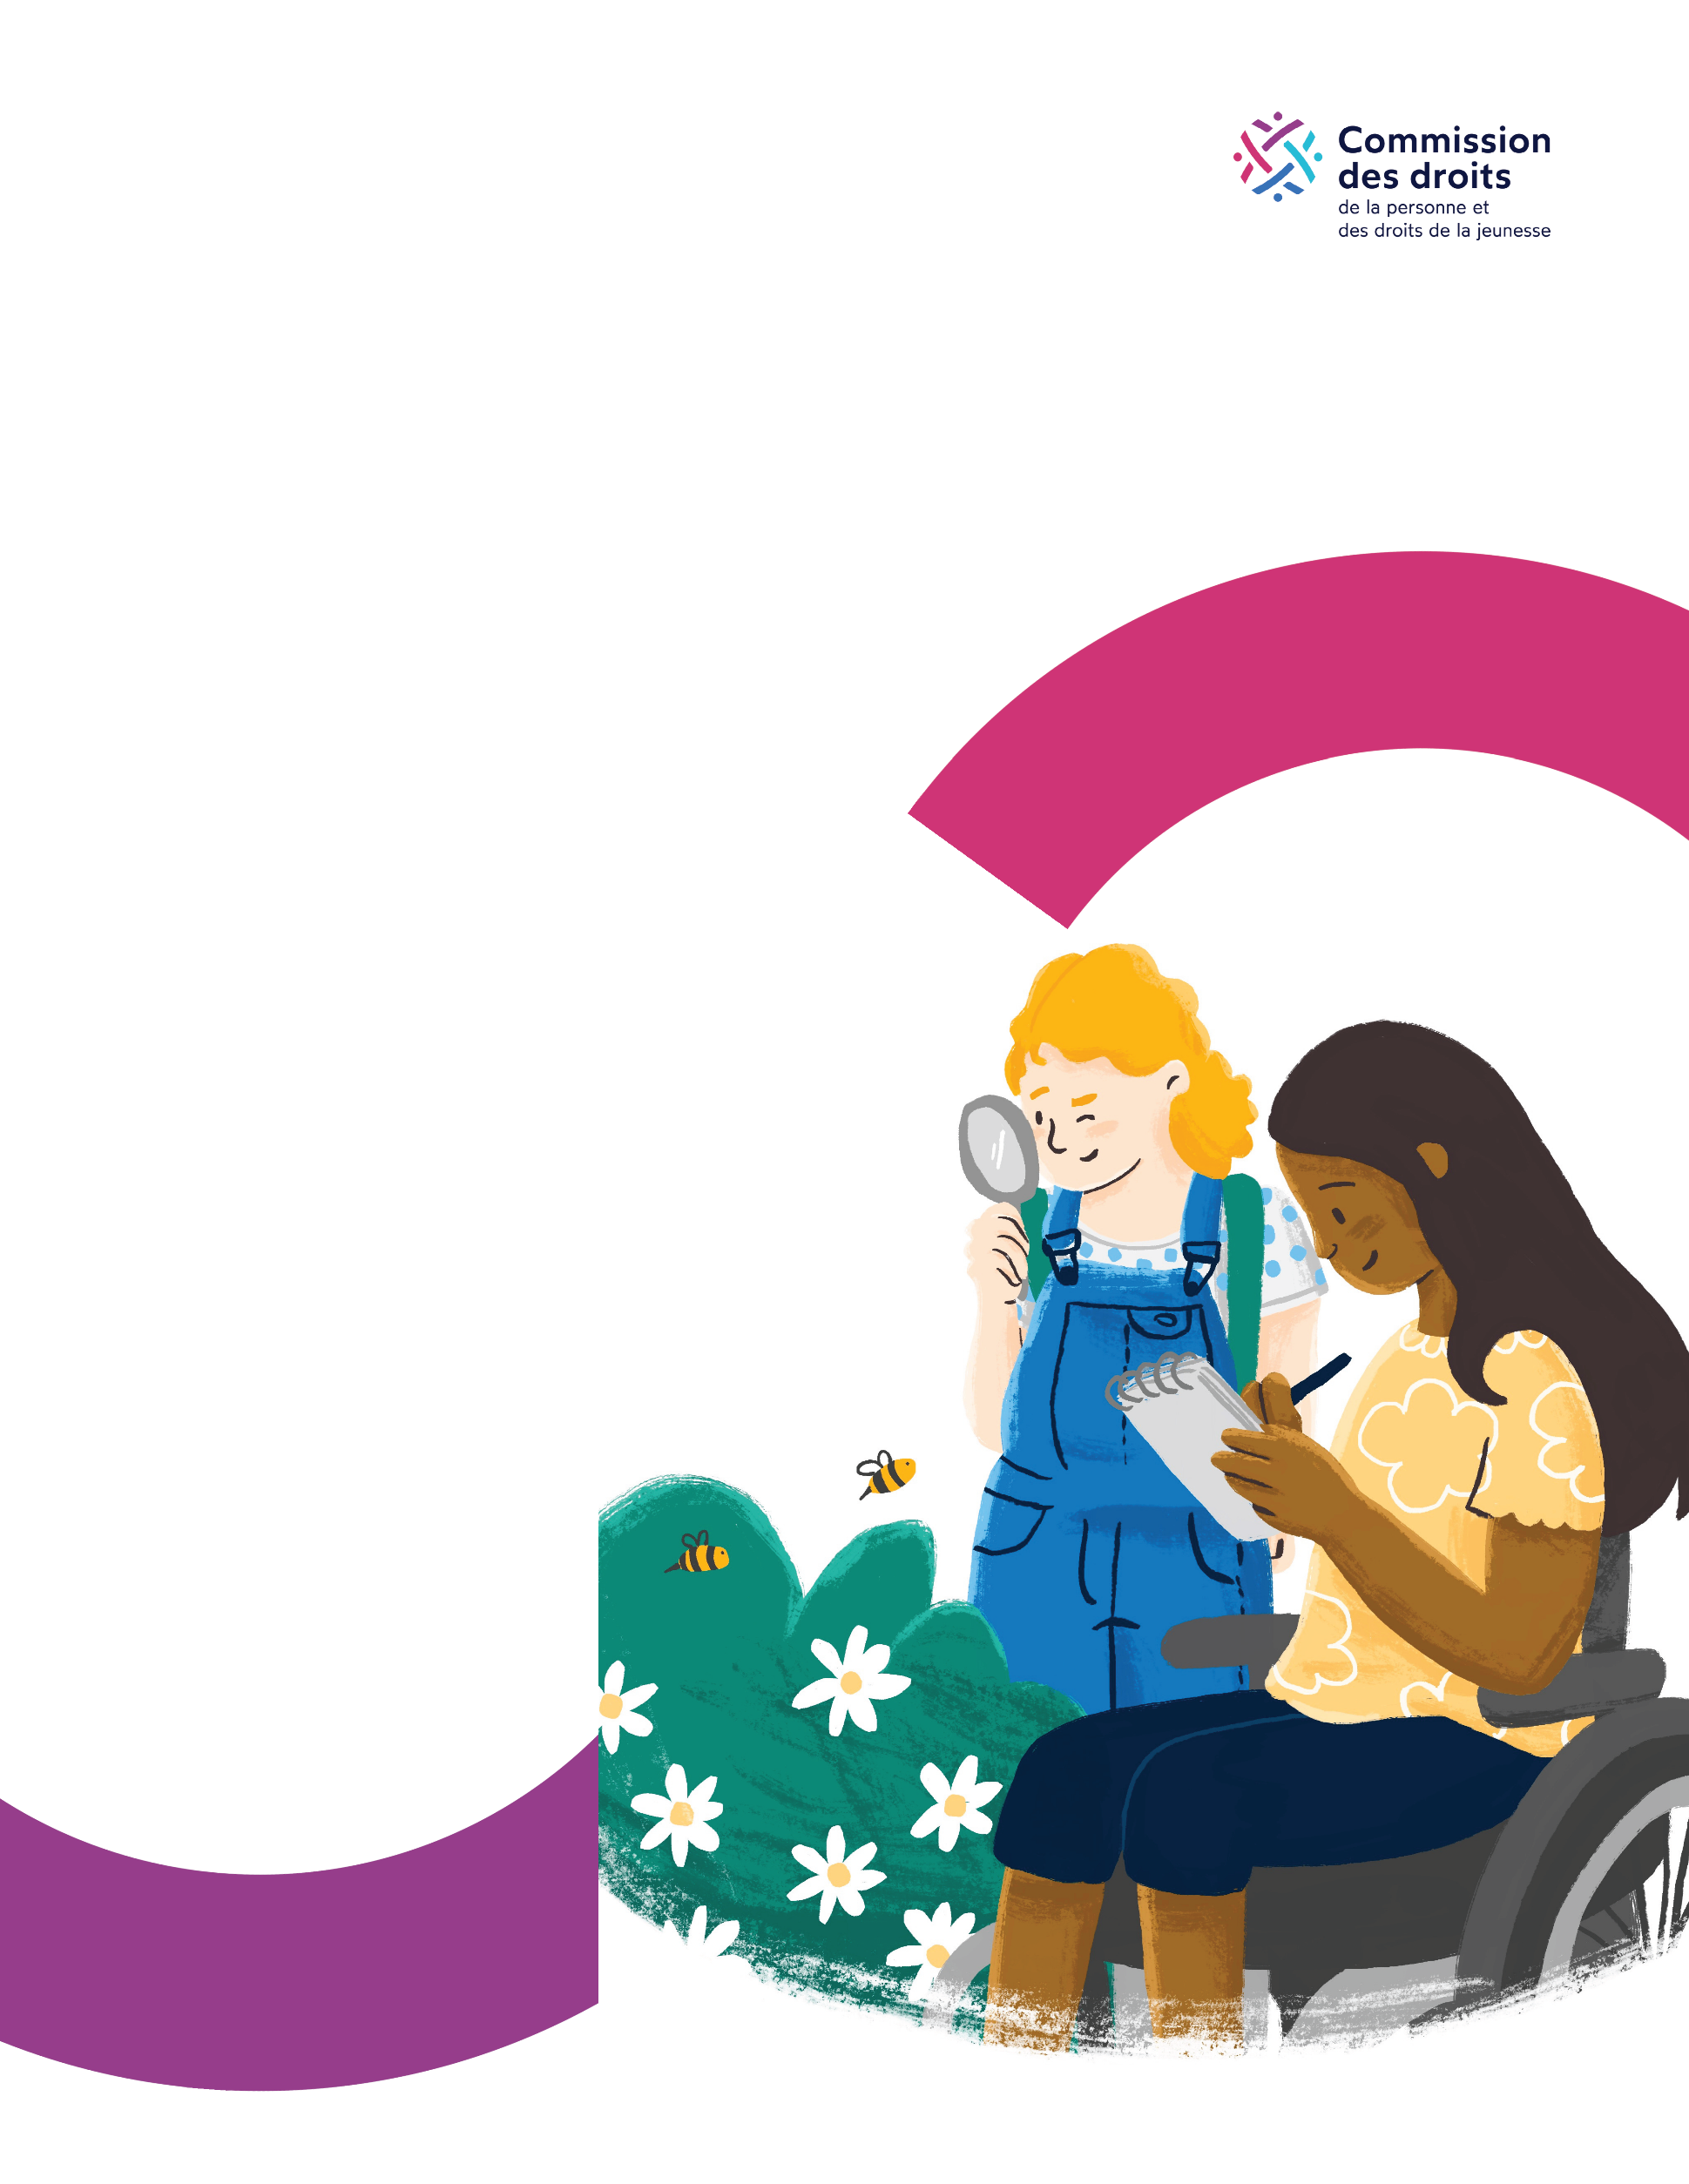 Commission
des droits
de la personne et
des droits de la jeunesse